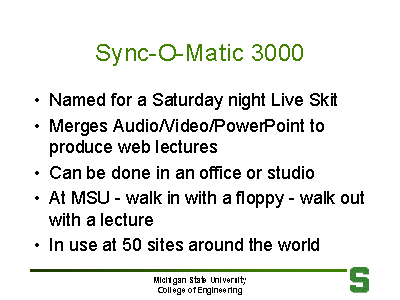 Sync-O-Matic 3000
• Named for a Saturday night Live Skit
• Merges Audio/Video/PowerPoint to
produce web lectures
• Can be done in an office or studio
• At MSU - walk in with a floppy - walk out
with a lecture
• In use at 50 sites around the world
Michigan State University
College of Engineering
S